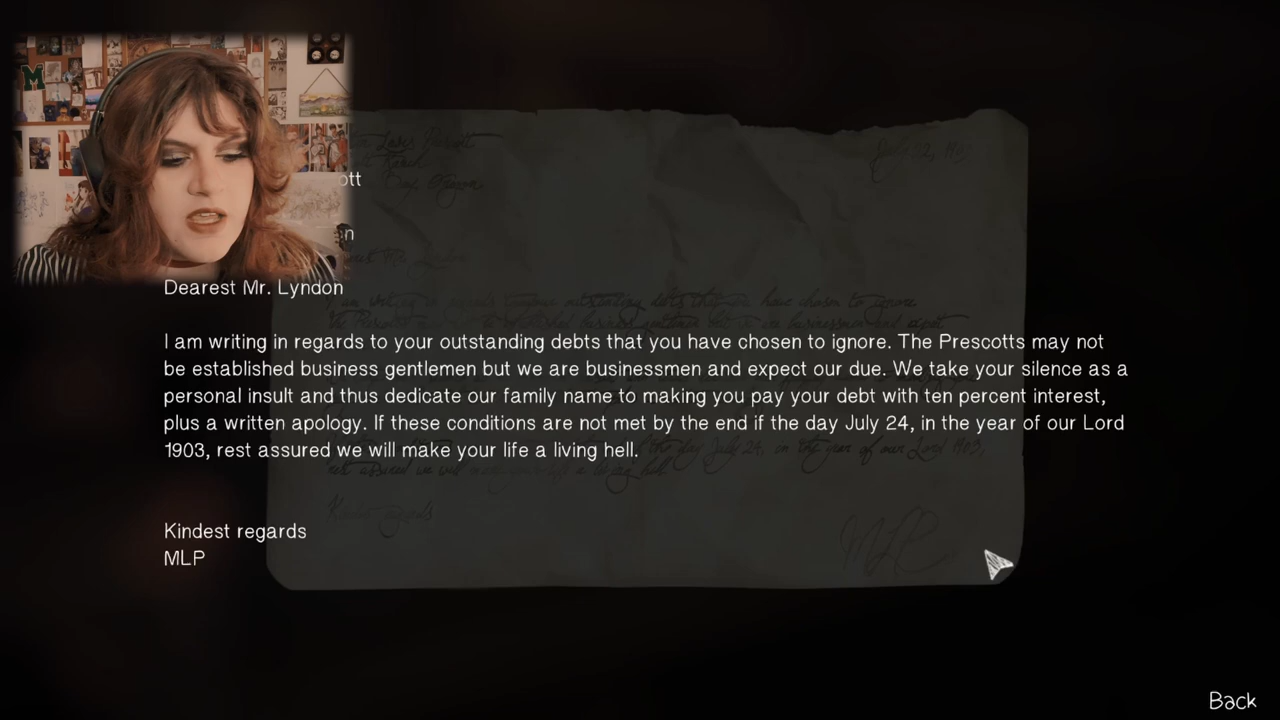 M
ott
Dearest Mr. Lyndon
I am writing in regards to your outstanding debts that you have chosen to ignore. The Prescotts may not
be established business gentlemen but we are businessmen and expect our due. We take your silence as a
personal insult and thus dedicate our family name to making you pay your debt with ten percent interest,
plus a written apology. If these conditions are not met by the end if the day July 24, in the year of our Lord
1903, rest assured we will make your life a living hell.
Kindest regards
MLP
Back